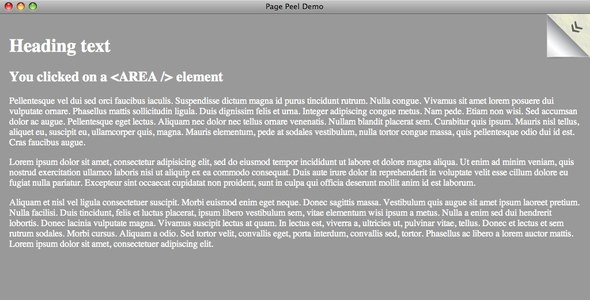 Page Peel Demo
Heading text
You clicked on a <AREA /> element
Pellentesque vel dui sed orci faucibus iaculis. Suspendisse dictum magna id purus tincidunt rutrum. Nulla congue. Vivamus sit amet lorem posuere dui
vulputate ornare. Phasellus mattis sollicitudin ligula. Duis dignissim felis et urna. Integer adipiscing congue metus. Nam pede. Etiam non wisi. Sed accumsan
dolor ac augue. Pellentesque eget lectus. Aliquam nec dolor nec tellus ornare venenatis. Nullam blandit placerat sem. Curabitur quis ipsum. Mauris nisl tellus,
aliquet eu, suscipit eu, ullamcorper quis, magna. Mauris elementum, pede at sodales vestibulum, nulla tortor congue massa, quis pellentesque odio dui id est.
Cras faucibus augue.
Lorem ipsum dolor sit amet, consectetur adipisicing elit, sed do eiusmod tempor incididunt ut labore et dolore magna aliqua. Ut enim ad minim veniam, quis
nostrud exercitation ullamco laboris nisi ut aliquip ex ea commodo consequat. Duis aute irure dolor in reprehenderit in voluptate velit esse cillum dolore eu
fugiat nulla pariatur. Excepteur sint occaecat cupidatat non proident, sunt in culpa qui officia deserunt mollit anim id est laborum.
Aliquam et nisl vel ligula consectetuer suscipit. Morbi euismod enim eget neque. Donec sagittis massa. Vestibulum quis augue sit amet ipsum laoreet pretium.
Nulla facilisi. Duis tincidunt, felis et luctus placerat, ipsum libero vestibulum sem, vitae elementum wisi ipsum a metus. Nulla a enim sed dui hendrerit
lobortis. Donec lacinia vulputate magna. Vivamus suscipit lectus at quam. In lectus est, viverra a, ultricies ut, pulvinar vitae, tellus. Donec et lectus et sem
rutrum sodales. Morbi cursus. Aliquam a odio. Sed tortor velit, convallis eget, porta interdum, convallis sed, tortor. Phasellus ac libero a lorem auctor mattis.
Lorem ipsum dolor sit amet, consectetuer adipiscing elit.